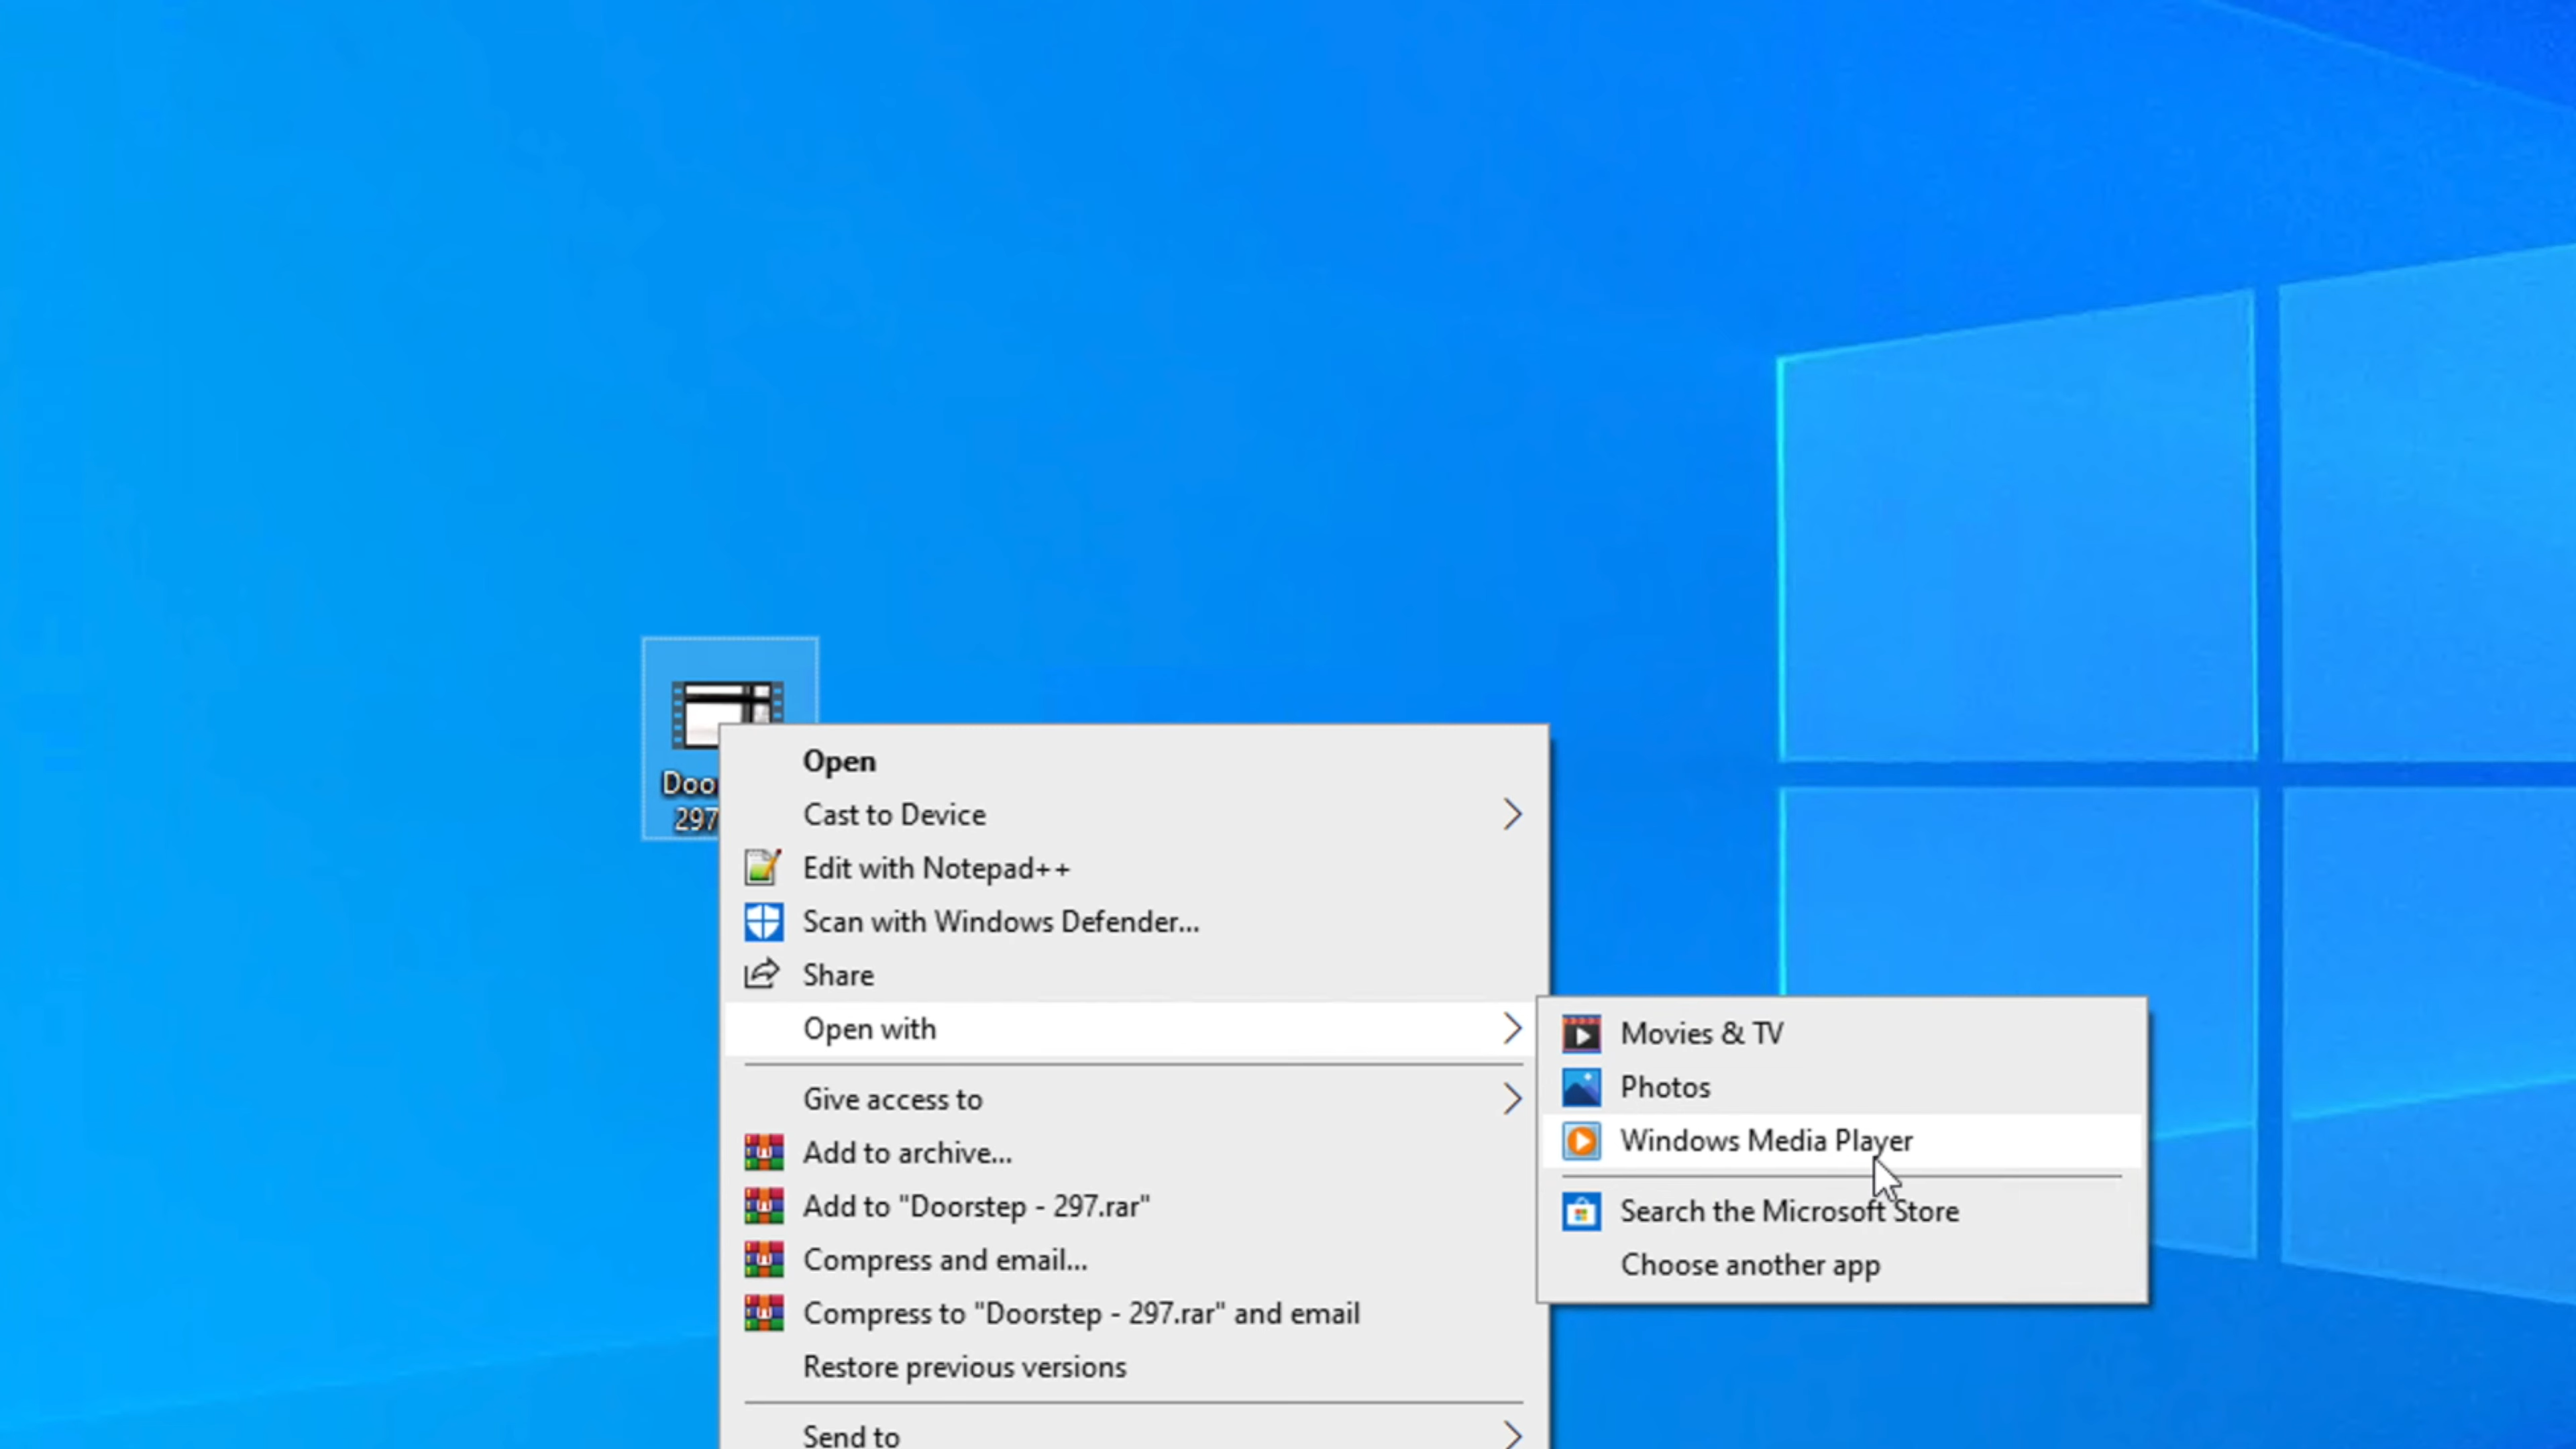 Doo
297
Open
Cast to Device
Edit with Notepad++
Scan with Windows Defender...
Share
Open with
Give access to
Add to archive...
Add to "Doorstep - 297.rar"
Compress and email...
Compress to "Doorstep - 297.rar" and email
Restore previous versions
Send to
Movies & TV
Photos
Windows Media Player
Search the Microsoft Store
Choose another app